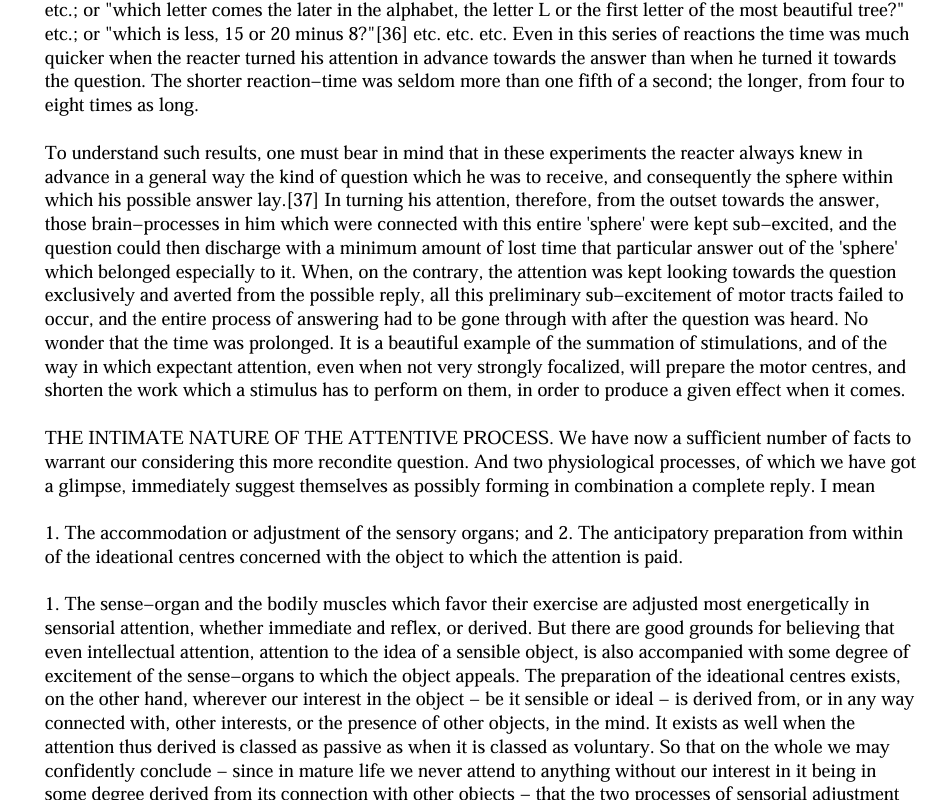 etc.; or "which letter comes the later in the alphabet, the letter L or the first letter of the most beautiful tree?"
etc.; or "which is less, 15 or 20 minus 8?"[36] etc. etc. etc. Even in this series of reactions the time was much
quicker when the reacter turned his attention in advance towards the answer than when he turned it towards
the question. The shorter reaction−time was seldom more than one fifth of a second; the longer, from four to
eight times as long.
To understand such results, one must bear in mind that in these experiments the reacter always knew in
advance in a general way the kind of question which he was to receive, and consequently the sphere within
which his possible answer lay.[37] In turning his attention, therefore, from the outset towards the answer,
those brain−processes in him which were connected with this entire 'sphere' were kept sub−excited, and the
question could then discharge with a minimum amount of lost time that particular answer out of the 'sphere'
which belonged especially to it. When, on the contrary, the attention was kept looking towards the question
exclusively and averted from the possible reply, all this preliminary sub−excitement of motor tracts failed to
occur, and the entire process of answering had to be gone through with after the question was heard. No
wonder that the time was prolonged. It is a beautiful example of the summation of stimulations, and of the
way in which expectant attention, even when not very strongly focalized, will prepare the motor centres, and
shorten the work which a stimulus has to perform on them, in order to produce a given effect when it comes.
THE INTIMATE NATURE OF THE ATTENTIVE PROCESS. We have now a sufficient number of facts to
warrant our considering this more recondite question. And two physiological processes, of which we have got
a glimpse, immediately suggest themselves as possibly forming in combination a complete reply. I mean
1. The accommodation or adjustment of the sensory organs; and 2. The anticipatory preparation from within
of the ideational centres concerned with the object to which the attention is paid.
1. The sense−organ and the bodily muscles which favor their exercise are adjusted most energetically in
sensorial attention, whether immediate and reflex, or derived. But there are good grounds for believing that
even intellectual attention, attention to the idea of a sensible object, is also accompanied with some degree of
excitement of the sense−organs to which the object appeals. The preparation of the ideational centres exists,
on the other hand, wherever our interest in the object − be it sensible or ideal − is derived from, or in any way
connected with, other interests, or the presence of other objects, in the mind. It exists as well when the
attention thus derived is classed as passive as when it is classed as voluntary. So that on the whole we may
confidently conclude − since in mature life we never attend to anything without our interest in it being in
some degree derived from its connection with other objects − that the two processes of sensorial adjustment